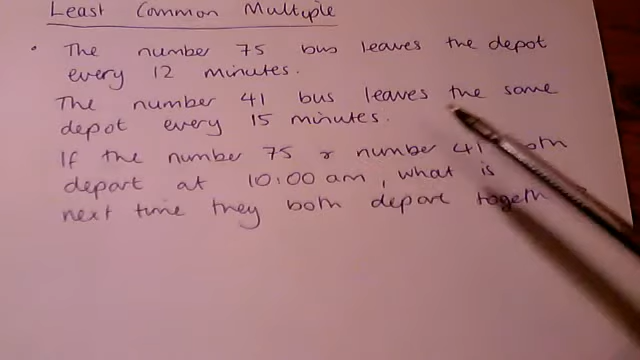 Least Common Multiple
• The number 75 bus leaves the depot
every 12 minutes.
The number 41 bus leaves the same
depot every 15 minutes.
If the number 75 & number 41
depart at 10:00 am, what is
next time they both depart togeth